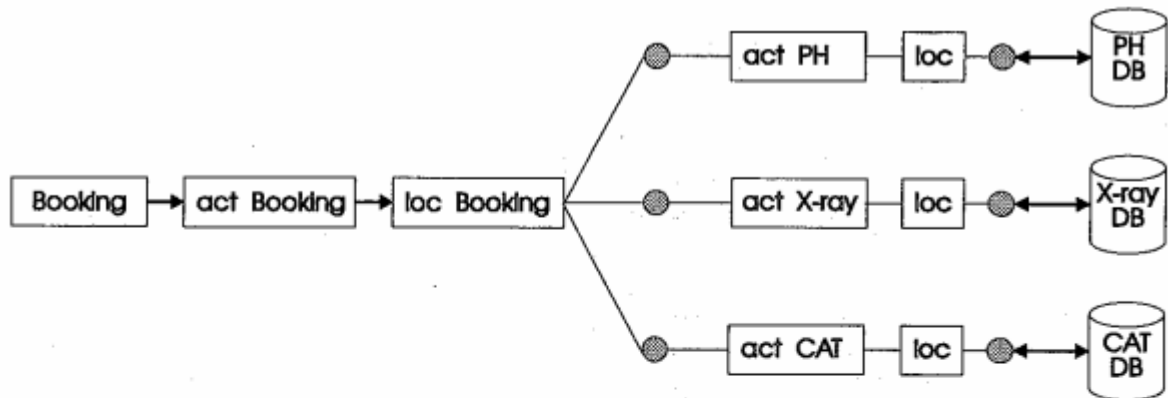 act PH
loc
PH
DB
Booking
act Booking
loc Booking
act X-ray
loc
X-ray
DB
act CAT
loc
CAT
DB